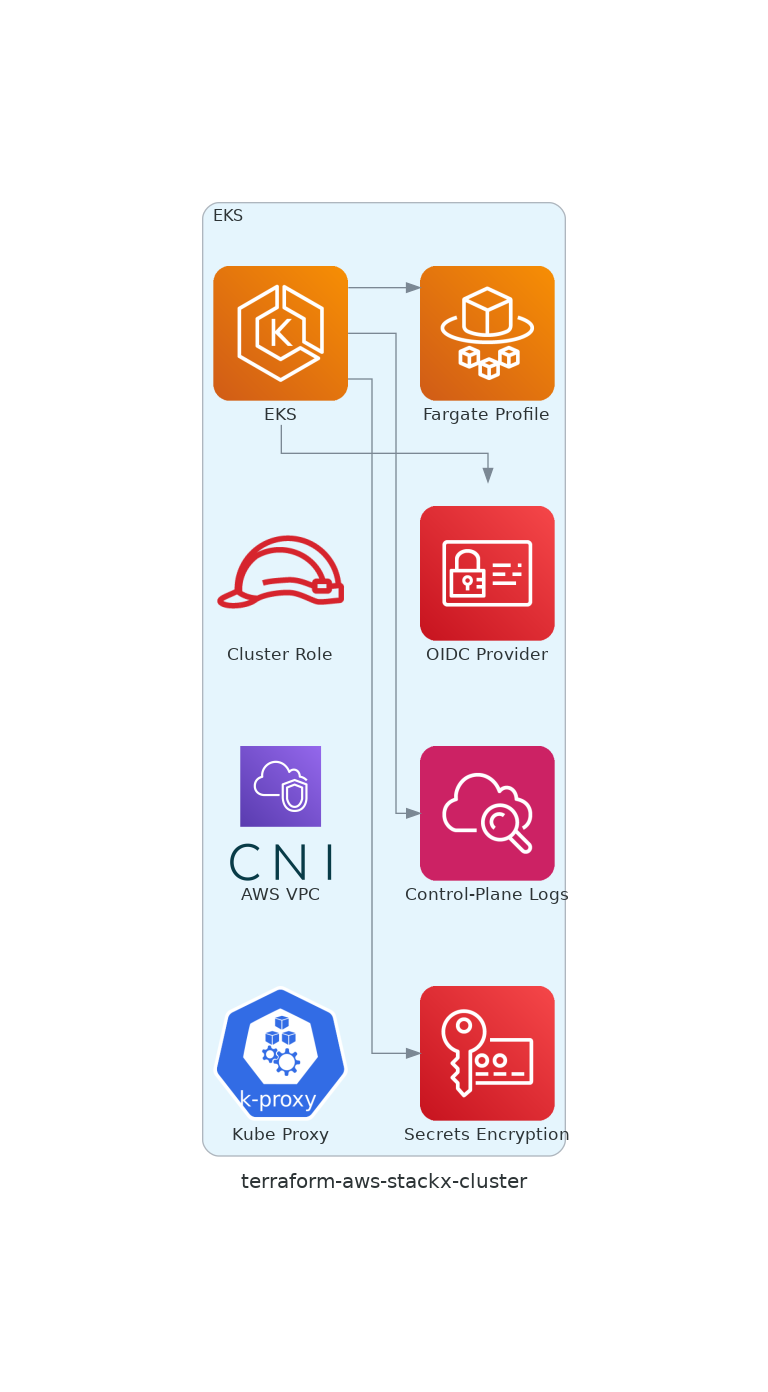 EKS
K
EKS
Fargate Profile
Cluster Role
OIDC Provider
CNI
AWS VPC
Control-Plane Logs
k-proxy
Kube Proxy
Secrets Encryption
terraform-aws-stackx-cluster